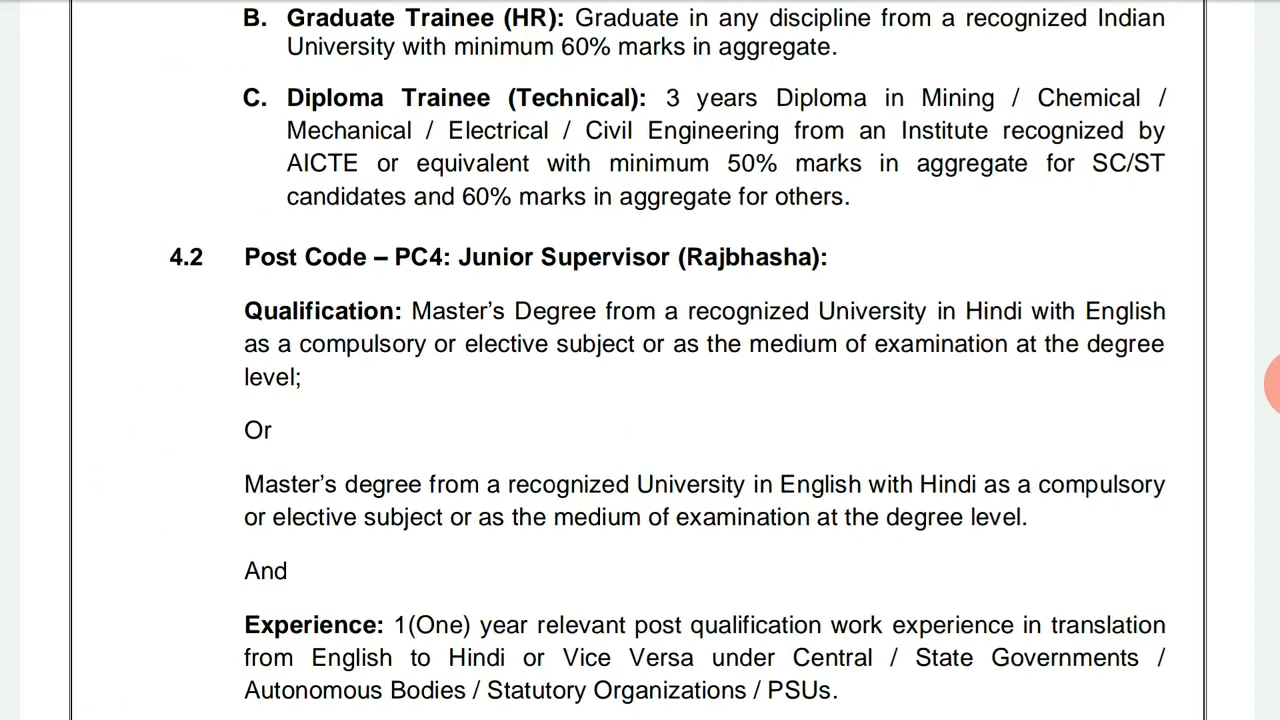 B. Graduate Trainee (HR): Graduate in any discipline from a recognized Indian
University with minimum 60% marks in aggregate.
C. Diploma Trainee (Technical): 3 years Diploma in Mining / Chemical /
Mechanical / Electrical / Civil Engineering from an Institute recognized by
AICTE or equivalent with minimum 50% marks in aggregate for SC/ST
candidates and 60% marks in aggregate for others.
4.2 Post Code – PC4: Junior Supervisor (Rajbhasha):
Qualification: Master’s Degree from a recognized University in Hindi with English
as a compulsory or elective subject or as the medium of examination at the degree
level;
Or
Master’s degree from a recognized University in English with Hindi as a compulsory
or elective subject or as the medium of examination at the degree level.
And
Experience: 1(One) year relevant post qualification work experience in translation
from English to Hindi or Vice Versa under Central / State Governments /
Autonomous Bodies / Statutory Organizations / PSUs.